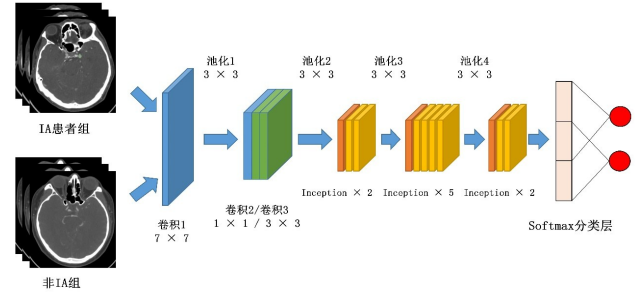 IA患者组
非IA组
卷积1
7 × 7
池化1
3 × 3
卷积2/卷积3
1 × 1 / 3 × 3
池化2
3 × 3
Inception × 2
池化3
3 × 3
Inception × 5
池化4
3 × 3
Inception × 2
Softmax分类层